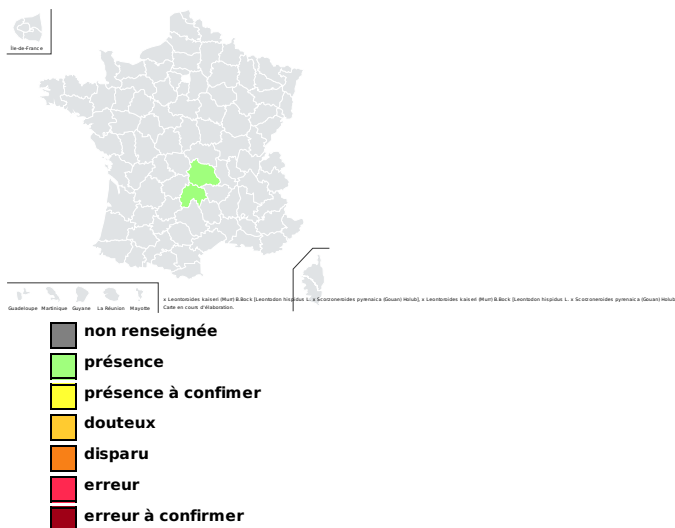 Île-de-France
Guadeloupe Martinique Guyane La Réunion Mayotte
x Leontoroides kaiseri (Murr) B.Bock [Leontodon hispidus L. x Scorzoneroides pyrenaica (Gouan) Holub], x Leontoroides kaiseri (Murr) B.Bock [Leontodon hispidus L. x Scorzoneroides pyrenaica (Gouan) Holub
Carte en cours d'élaboration.
non renseignée
présence
présence à confimer
douteux
disparu
erreur
erreur à confirmer